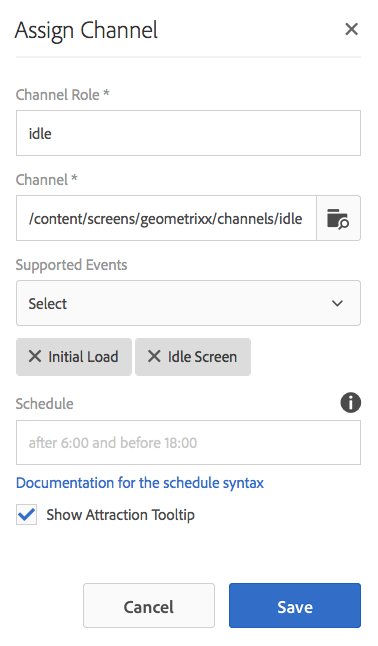 Assign Channel
Channel Role *
idle
Channel *
/content/screens/geometrixx/channels/idle
Supported Events
Select
Initial Load Idle Screen
Schedule
after 6:00 and before 18:00
Documentation for the schedule syntax
Show Attraction Tooltip
Cancel Save